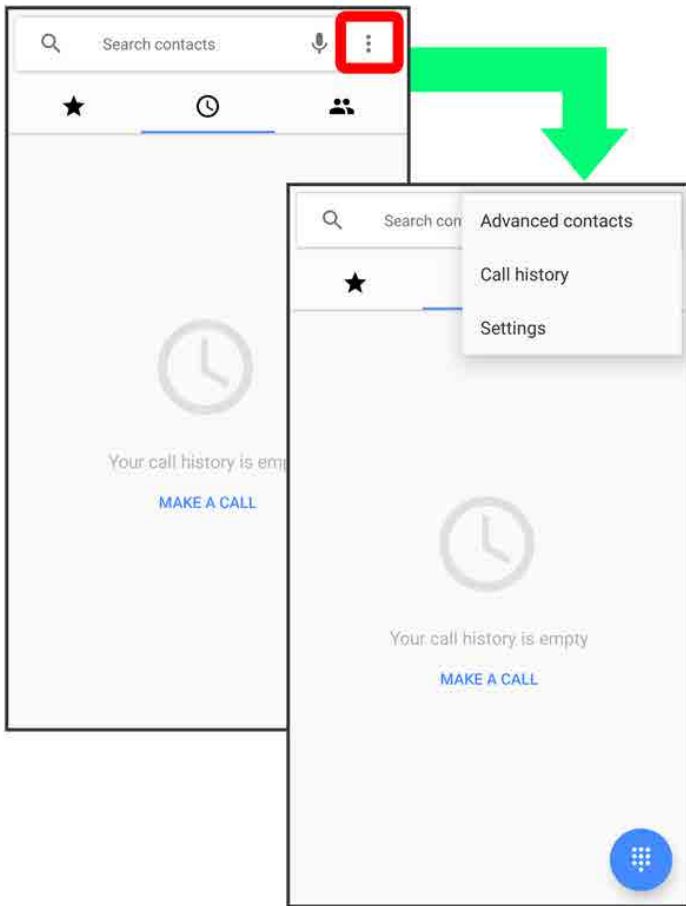 Search contacts
Your call history is emp
MAKE A CALL
Search con
Advanced contacts
Call history
Settings
Your call history is empty
MAKE A CALL